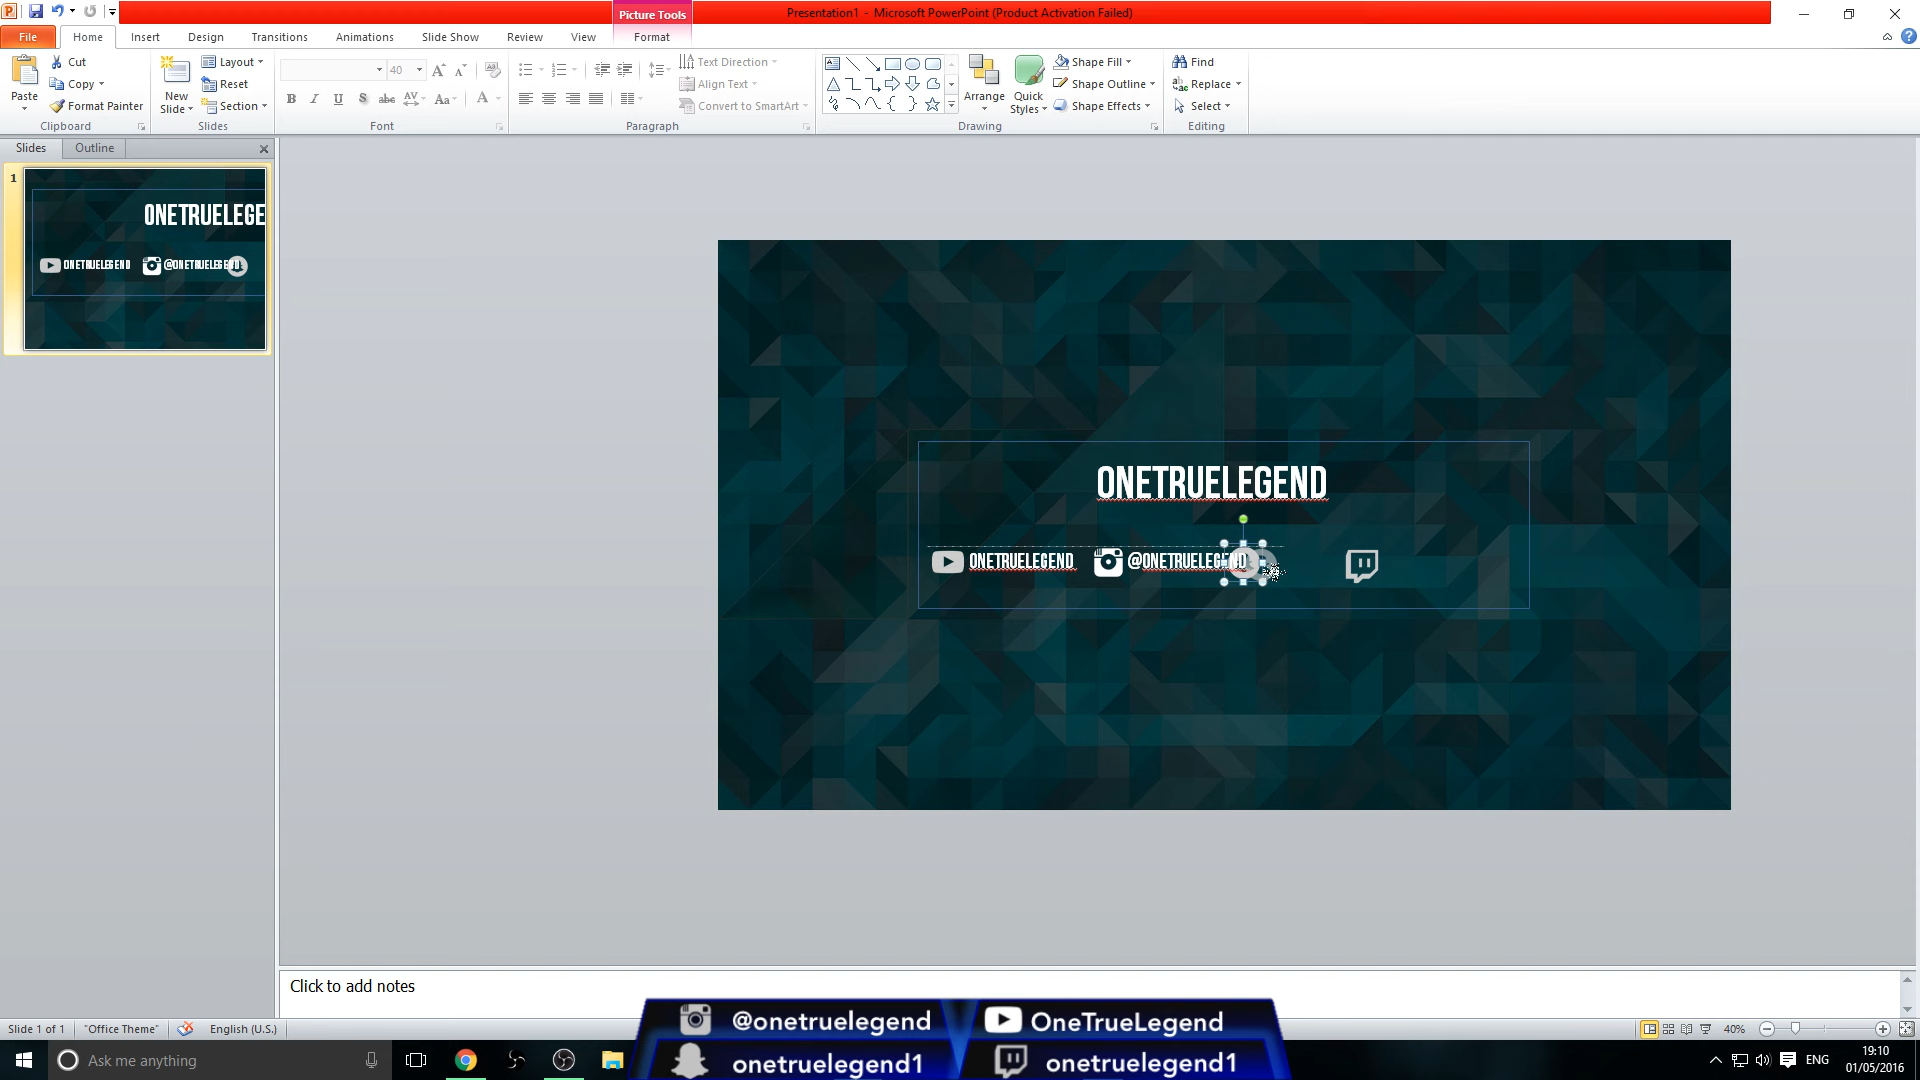 Picture Tools
Presentation1 - Microsoft PowerPoint (Product Activation Failed)
File Home Insert Design Transitions Animations Slide Show Review View Format
Paste Cut Copy Format Painter
Clipboard
New Slide Layout Reset Section
Slides
40
Font
Text Direction
Align Text
Convert to SmartArt
Paragraph
Arrange Quick Styles Shape Fill Shape Outline Shape Effects
Drawing
Find
Replace
Select
Editing
Slides Outline
1
ONETRUELEGE
ONETRUELEGEND @ONETRUELEGEND
ONETRUELEGEND
ONETRUELEGEND @ONETRUELEGEND
Click to add notes
@onetruelegend OneTrueLegend
onetruelegend1 onetruelegend1
Slide 1 of 1 "Office Theme" English (U.S.) 40%
Ask me anything
ENG
19:10
01/05/2016